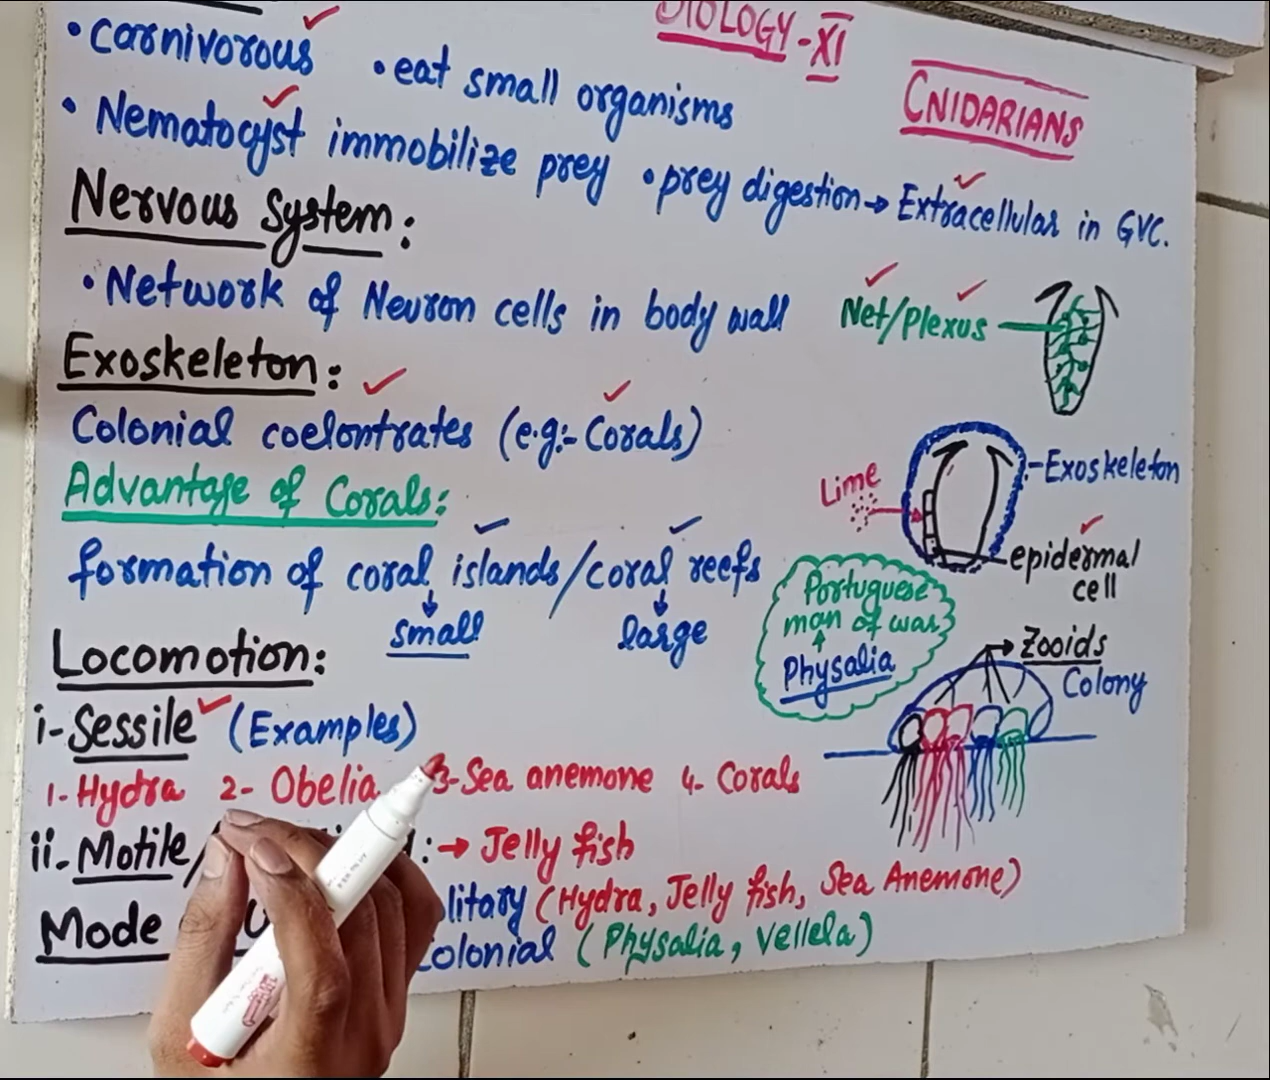 BIOLOGY-XI
CNIDARIANS
• Carnivorous • eat small organisms
• Nematocyst immobilize prey • prey digestion → Extracellular in GVC.
Nervous System:
• Network of Neuron cells in body wall
Net/Plexus
Exoskeleton:
Colonial coelontrates (e.g:- Corals)
Lime
Exoskeleton
epidermal
cell
Advantage of Corals:
formation of coral islands/coral reefs
small
large
Portuguese
man of war
Physalia
Zooids
Colony
Locomotion:
i- Sessile (Examples)
1- Hydra 2- Obelia 3- Sea anemone 4- Corals
ii- Motile/ : → Jelly fish
Mode litary (Hydra, Jelly fish, Sea Anemone)
Colonial (Physalia, Vellela)